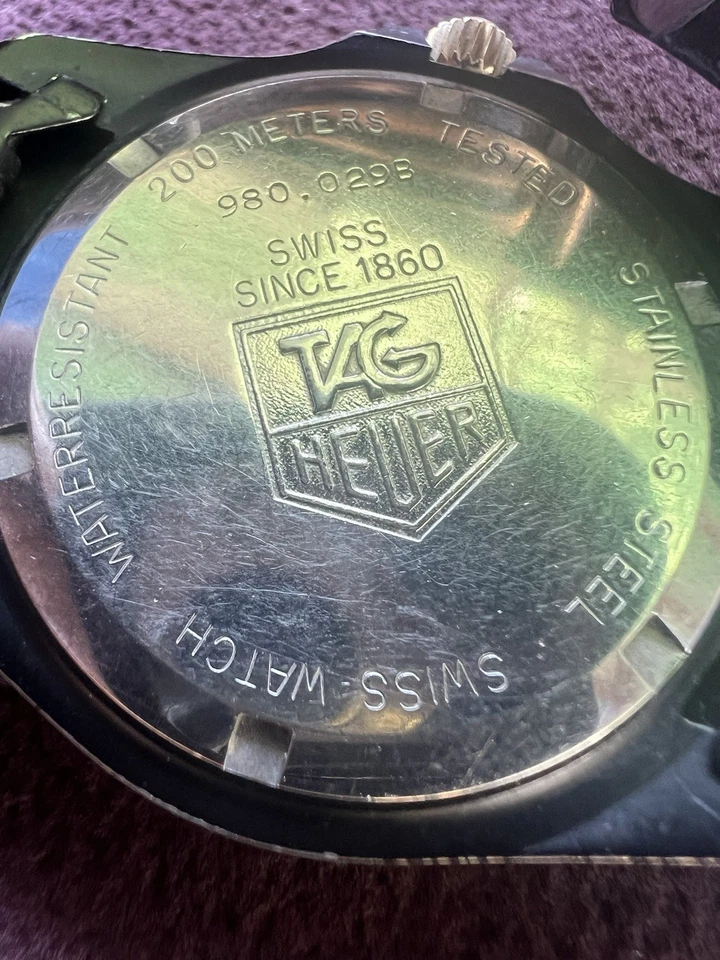 200 METERS TESTED
980.029B
SWISS
SINCE 1860
TAG
HEUER
STAINLESS STEEL
SWISS-WATCH
WATERRESISTANT